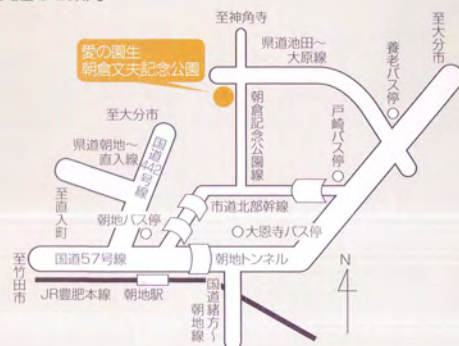 至神角寺
至大分市
愛の園生
朝倉文夫記念公園
県道池田〜
大原線
養老バス停
至大分市
朝倉記念公園線
戸崎バス停
県道朝地〜
直入線
国道442号線
至直入町
朝地バス停
市道北部幹線
大恩寺バス停
至竹田市
国道57号線
朝地トンネル
N
JR豊肥本線
朝地駅
国道緒方〜
朝地線